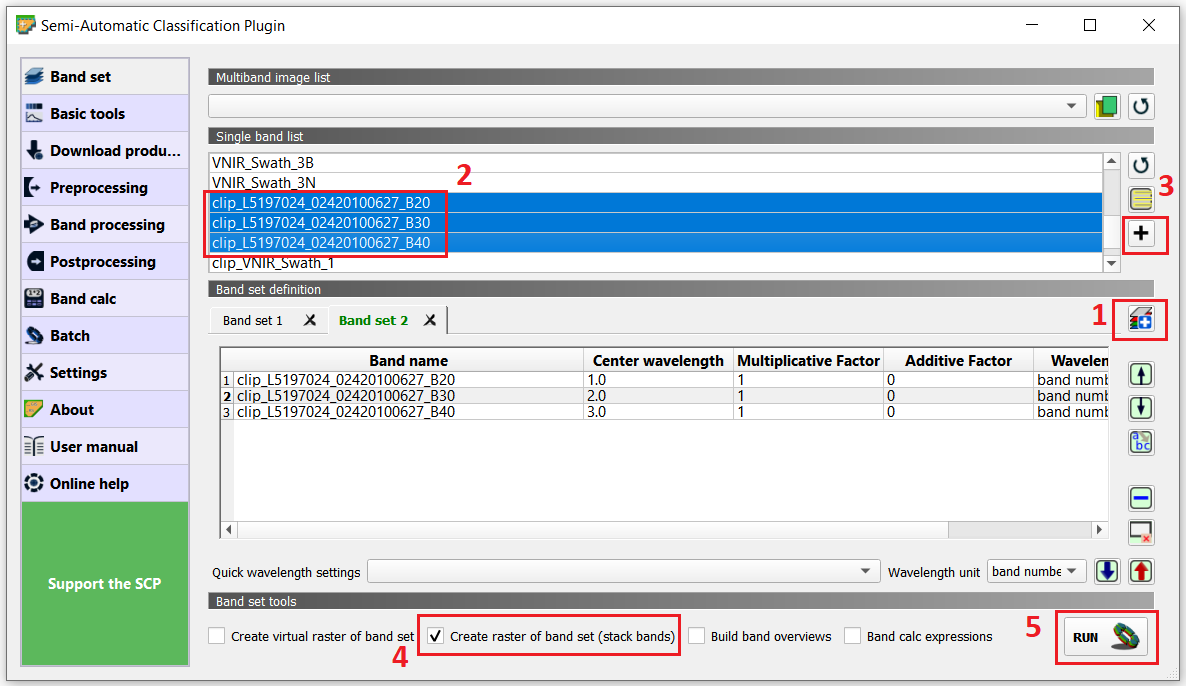 Semi-Automatic Classification Plugin
Band set
Basic tools
Download produ...
Preprocessing
Band processing
Postprocessing
Band calc
Batch
Settings
About
User manual
Online help
Support the SCP
Multiband image list
Single band list
VNIR_Swath_3B
VNIR_Swath_3N
clip_L5197024_02420100627_B20
clip_L5197024_02420100627_B30
clip_L5197024_02420100627_B40
clip_VNIR_Swath_1
2
3
Band set definition
Band set 1
Band set 2
1
Band name Center wavelength Multiplicative Factor Additive Factor Wavelen
1 clip_L5197024_02420100627_B20 1.0 1 0 band numb
2 clip_L5197024_02420100627_B30 2.0 1 0 band numb
3 clip_L5197024_02420100627_B40 3.0 1 0 band numb
a
bc
Quick wavelength settings Wavelength unit band numbe
Band set tools
Create virtual raster of band set Create raster of band set (stack bands) Build band overviews Band calc expressions
4
5
RUN